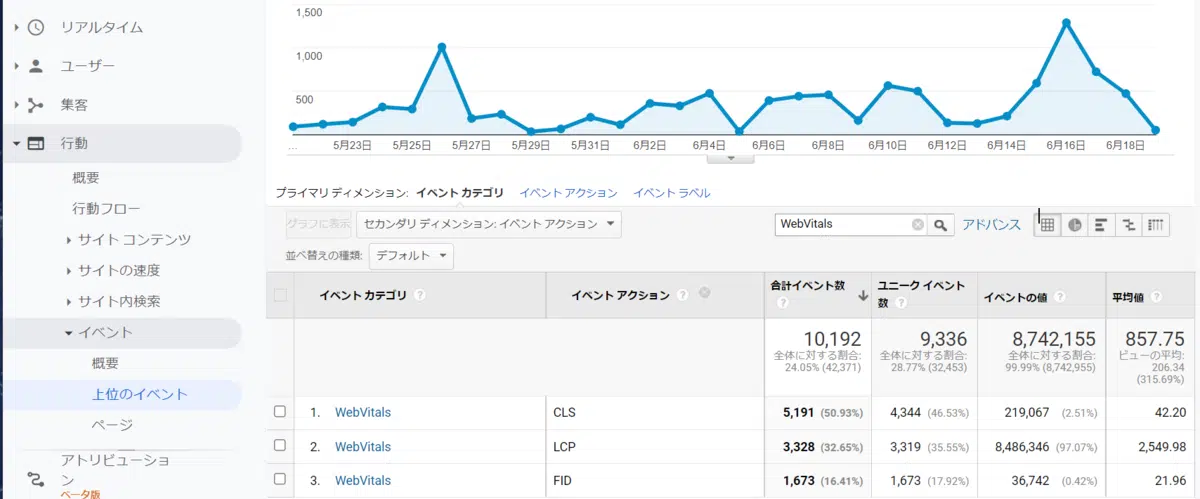 リアルタイム
ユーザー
集客
行動
概要
行動フロー
サイト コンテンツ
サイトの速度
サイト内検索
イベント
概要
上位のイベント
ページ
アトリビューショ
ン
ベータ版
1,500
1,000
500
... 5月23日 5月25日 5月27日 5月29日 5月31日 6月2日 6月4日 6月6日 6月8日 6月10日 6月12日 6月14日 6月16日 6月18日
プライマリ ディメンション: イベント カテゴリ イベント アクション イベント ラベル
グラフに表示 セカンダリ ディメンション: イベント アクション WebVitals アドバンス
並べ替えの種類: デフォルト
イベント カテゴリ ? イベント アクション ? 合計イベント数 ? ユニーク イベント数 ? イベントの値 ? 平均値 ?
10,192 9,336 8,742,155 857.75
全体に対する割合: 全体に対する割合: 全体に対する割合: ビューの平均:
24.05% (42,371) 28.77% (32,453) 99.99% (8,742,955) 206.34
(315.69%)
1. WebVitals CLS 5,191 (50.93%) 4,344 (46.53%) 219,067 (2.51%) 42.20
2. WebVitals LCP 3,328 (32.65%) 3,319 (35.55%) 8,486,346 (97.07%) 2,549.98
3. WebVitals FID 1,673 (16.41%) 1,673 (17.92%) 36,742 (0.42%) 21.96